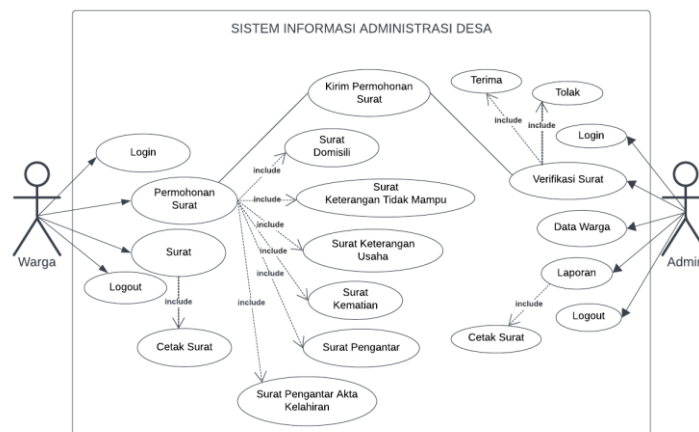 SISTEM INFORMASI ADMINISTRASI DESA
Kirim Permohonan
Surat
Terima
Tolak
include
include
Login
Login
Surat
Domisili
include
Permohonan
Surat
Surat
Keterangan Tidak Mampu
include
Verifikasi Surat
Warga
Admin
Surat
Surat Keterangan
Usaha
include
include
include
Data Warga
Laporan
Logout
include
Surat
Kematian
include
include
Logout
Cetak Surat
Surat Pengantar
Cetak Surat
Surat Pengantar Akta
Kelahiran